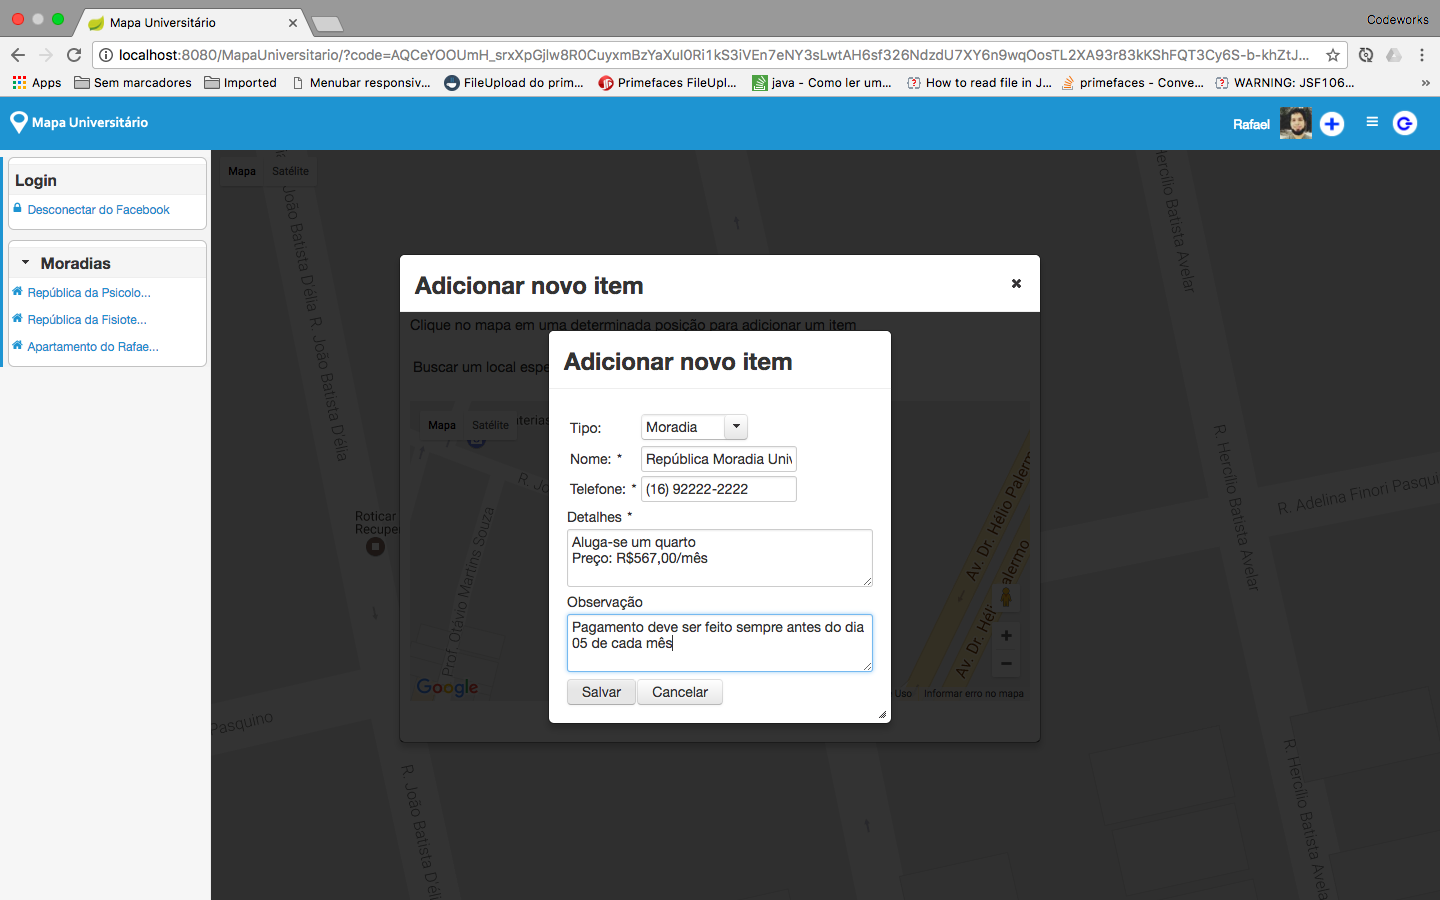 Mapa Universitário
Codeworks
localhost:8080/MapaUniversitario/?code=AQCeYOOUmH_srxXpGjlw8R0CuyxmBzYaXuI0Ri1kS3iVEn7eNY3sLwtAH6sf326NdzdU7XY6n9wqOosTL2XA93r83kKShFQT3Cy6S-b-khZtJ...
Apps
Sem marcadores
Imported
Menubar responsiv...
FileUpload do prim...
Primefaces FileUpl...
java - Como ler um...
How to read file in J...
primefaces - Conve...
WARNING: JSF106...
»
Mapa Universitário
Rafael
Login
Desconectar do Facebook
Moradias
República da Psicolo...
República da Fisiote...
Apartamento do Rafae...
Mapa
Satélite
R. João Batista D'élia
R. João Batista D'élia
R. Hercílio Batista Avelar
R. Hercílio Batista Avelar
R. Adelina Finori Pasqui
Adicionar novo item
Clique no mapa em uma determinada posição para adicionar um item
Buscar um local espe
Mapa
Satélite
terias
R. Jo
Prof. Otávio Martins Souza
Roticar
Recuper
Av. Dr. Hélio Palermo
Av. Dr. Héli
Google
Uso
Informar erro no mapa
Adicionar novo item
Tipo:
Moradia
Nome: *
República Moradia Univ
Telefone: *
(16) 92222-2222
Detalhes *
Aluga-se um quarto
Preço: R$567,00/mês
Observação
Pagamento deve ser feito sempre antes do dia
05 de cada mês
Salvar
Cancelar
Pasquino
R. João Batista D'éli
R. Hercílio Batista Avelar